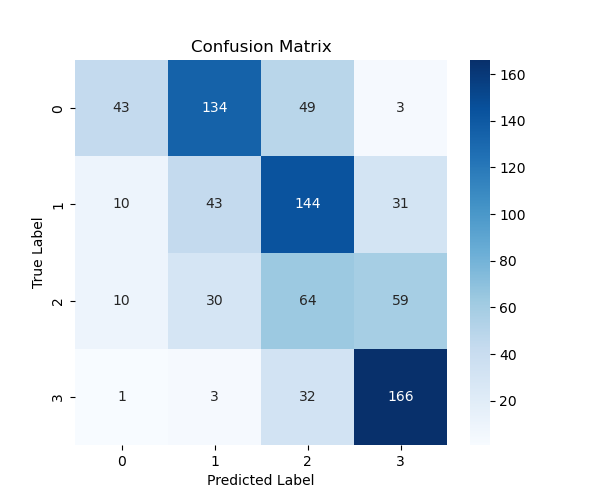 Confusion Matrix
0 43 134 49 3
1 10 43 144 31
2 10 30 64 59
3 1 3 32 166
0 1 2 3
True Label
Predicted Label
160
140
120
100
80
60
40
20